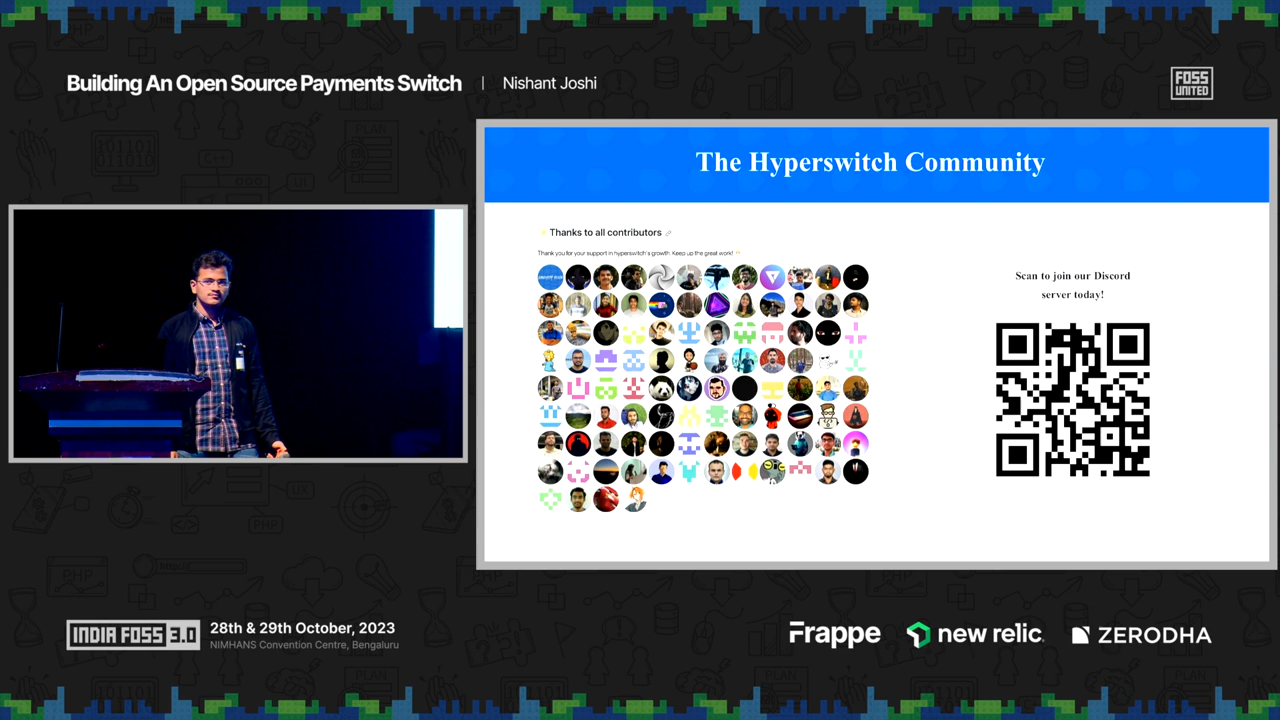 Building An Open Source Payments Switch | Nishant Joshi
FOSS
UNITED
The Hyperswitch Community
Thanks to all contributors
Thank you for your support in hyperswitch's growth. Keep up the great work!
Scan to join our Discord
server today!
INDIA FOSS 3.0
28th & 29th October, 2023
NIMHANS Convention Centre, Bengaluru
Frappe
new relic
ZERODHA